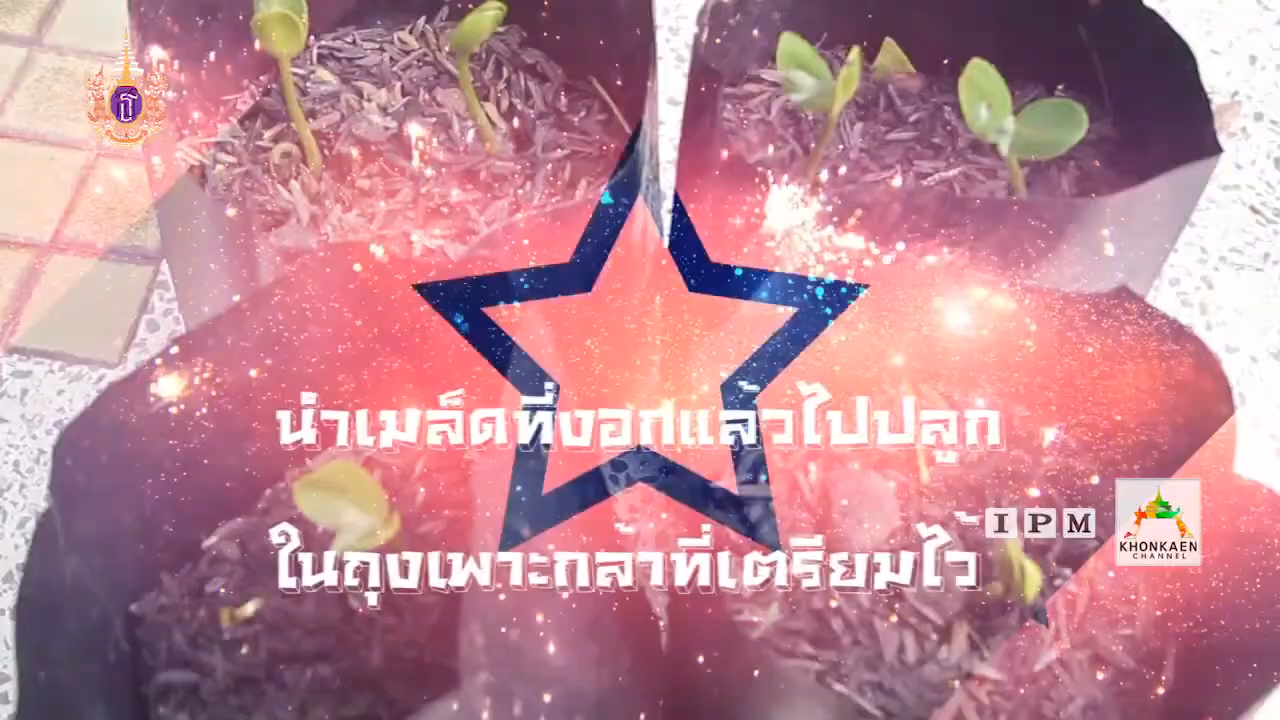 นำเมล็ดที่งอกแล้วไปปลูก
ในถุงเพาะกล้าที่เตรียมไว้
IPM
KHONKAEN
CHANNEL